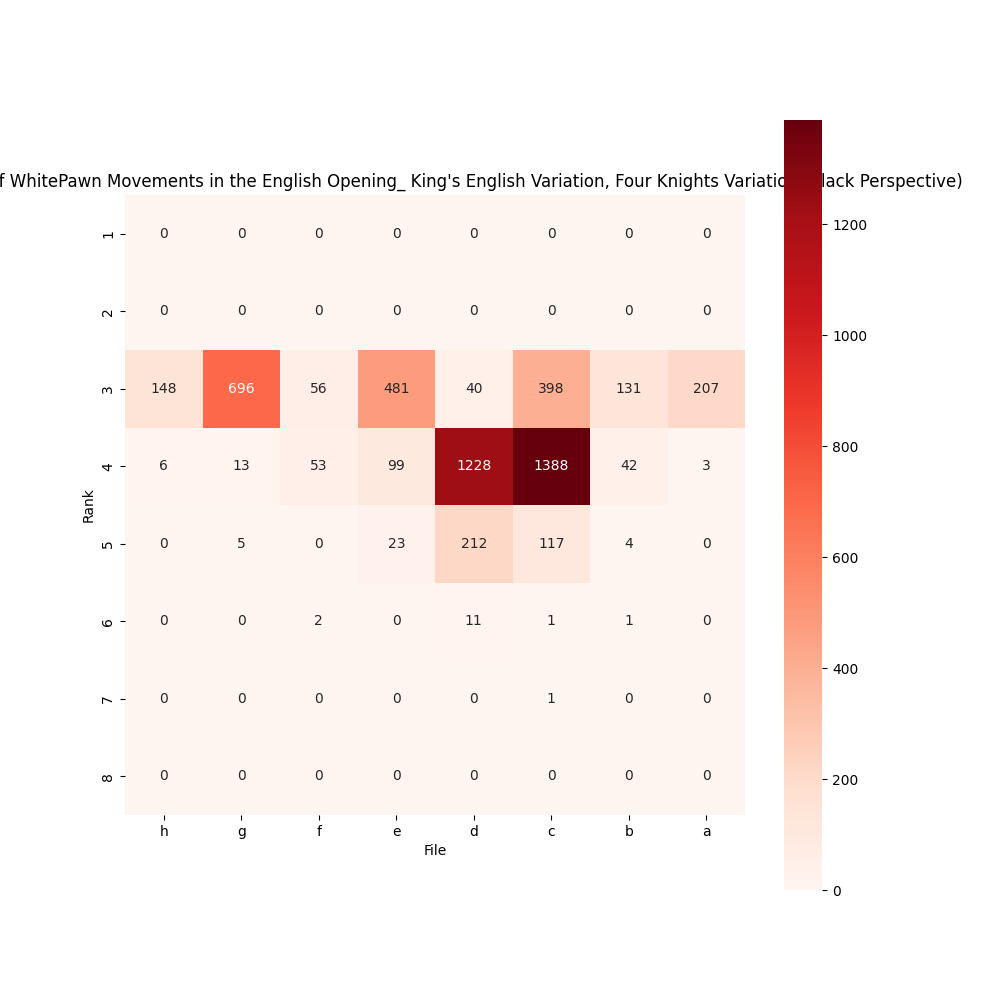 f WhitePawn Movements in the English Opening_ King's English Variation, Four Knights Variatio lack Perspective)
1 0 0 0 0 0 0 0 0
2 0 0 0 0 0 0 0 0
3 148 696 56 481 40 398 131 207
4 6 13 53 99 1228 1388 42 3
5 0 5 0 23 212 117 4 0
6 0 0 2 0 11 1 1 0
7 0 0 0 0 0 1 0 0
8 0 0 0 0 0 0 0 0
h g f e d c b a
File
Rank
1200
1000
800
600
400
200
0